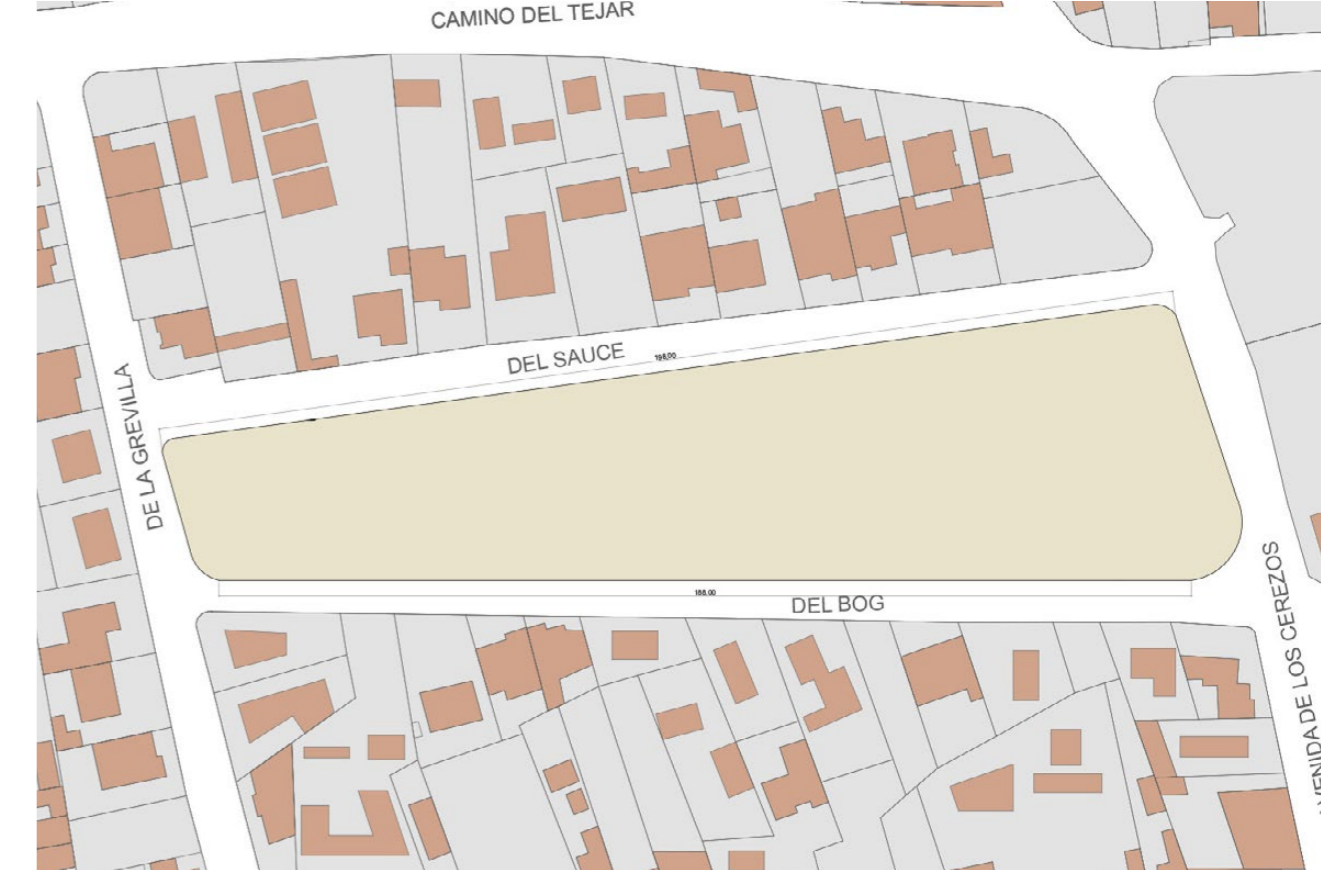 CAMINO DEL TEJAR
DEL SAUCE
198.00
DE LA GREVILLA
188.00
DEL BOG
AVENIDA DE LOS CEREZOS